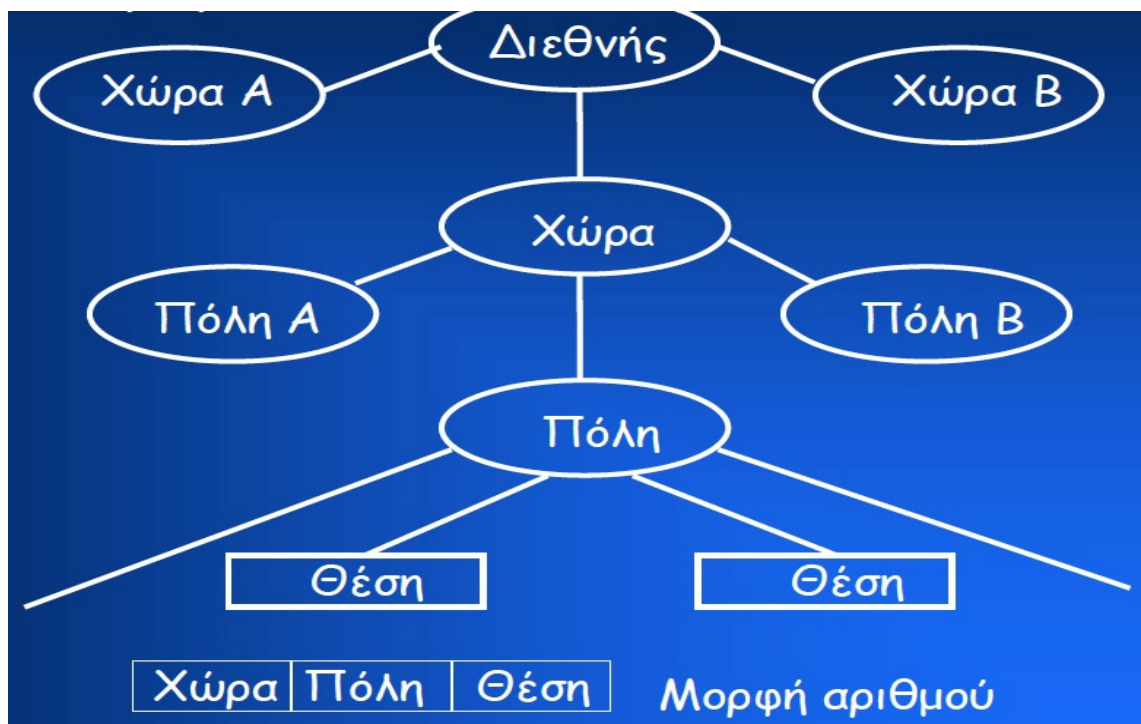 Διεθνής
Χώρα Α
Χώρα Β
Χώρα
Πόλη Α
Πόλη Β
Πόλη
Θέση
Θέση
Χώρα Πόλη Θέση
Μορφή αριθμού